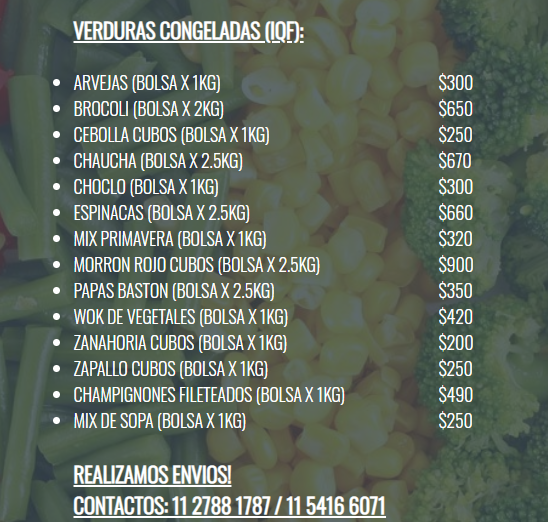 VERDURAS CONGELADAS (IQF):
ARVEJAS (BOLSA X 1KG) $300
BROCOLI (BOLSA X 2KG) $650
CEBOLLA CUBOS (BOLSA X 1KG) $250
CHAUCHA (BOLSA X 2.5KG) $670
CHOCLO (BOLSA X 1KG) $300
ESPINACAS (BOLSA X 2.5KG) $660
MIX PRIMAVERA (BOLSA X 1KG) $320
MORRON ROJO CUBOS (BOLSA X 2.5KG) $900
PAPAS BASTON (BOLSA X 2.5KG) $350
WOK DE VEGETALES (BOLSA X 1KG) $420
ZANAHORIA CUBOS (BOLSA X 1KG) $200
ZAPALLO CUBOS (BOLSA X 1KG) $250
CHAMPIGNONES FILETEADOS (BOLSA X 1KG) $490
MIX DE SOPA (BOLSA X 1KG) $250
REALIZAMOS ENVIOS!
CONTACTOS: 11 2788 1787 / 11 5416 6071